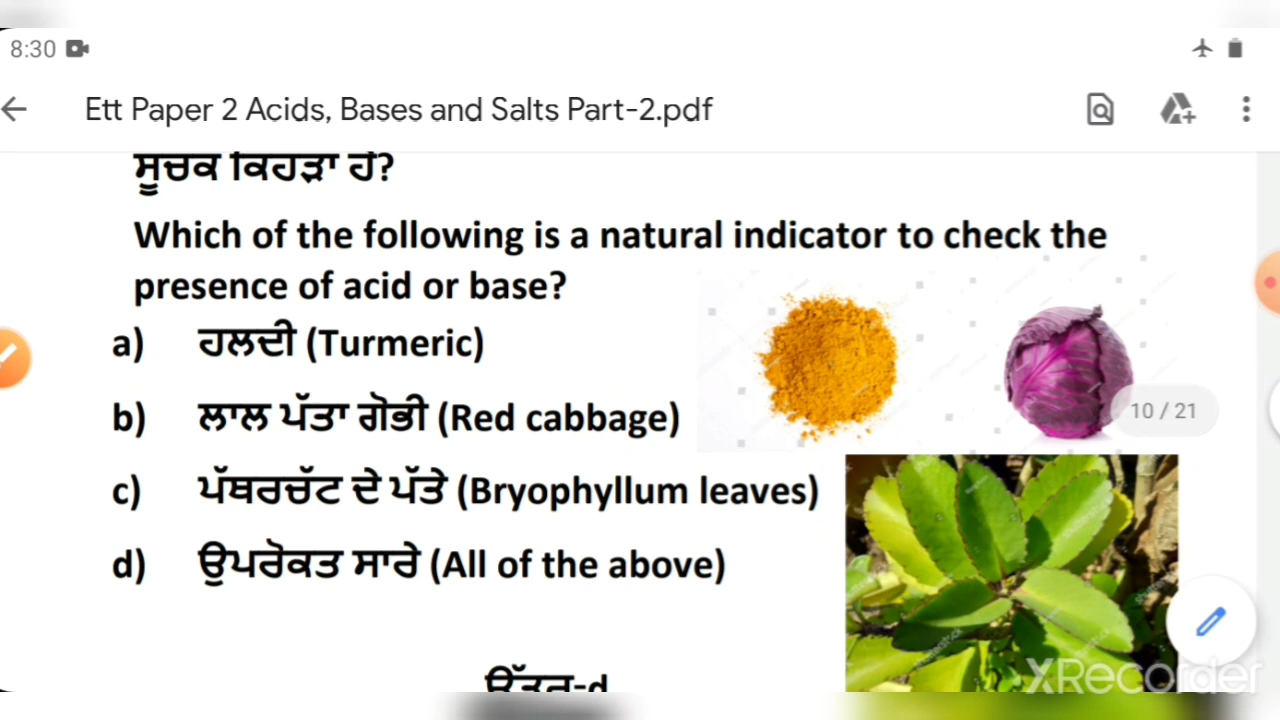 8:30
Ett Paper 2 Acids, Bases and Salts Part-2.pdf
ਸੂਚਕ ਕਿਹੜਾ ਹੈ?
Which of the following is a natural indicator to check the
presence of acid or base?
a) ਹਲਦੀ (Turmeric)
b) ਲਾਲ ਪੱਤਾ ਗੋਭੀ (Red cabbage)
10 / 21
c) ਪੱਥਰਚੱਟ ਦੇ ਪੱਤੇ (Bryophyllum leaves)
d) ਉਪਰੋਕਤ ਸਾਰੇ (All of the above)
ਉੱਤਰ-d
XRecorder